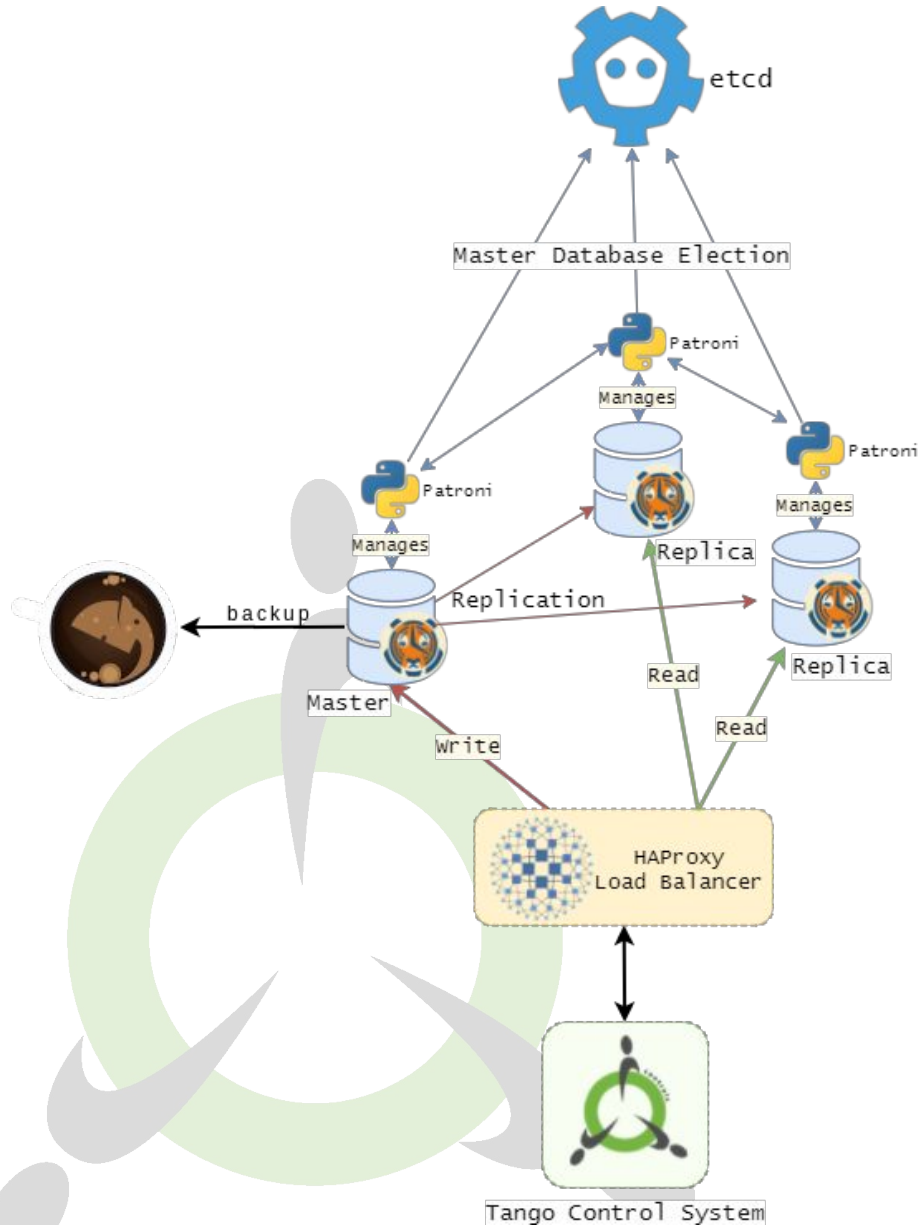 etcd
Master Database Election
Patroni
Manages
Patroni
Manages
Patroni
Manages
Replica
Replication
backup
Replica
Master
Read
Read
Write
HAProxy
Load Balancer
Tango Control System